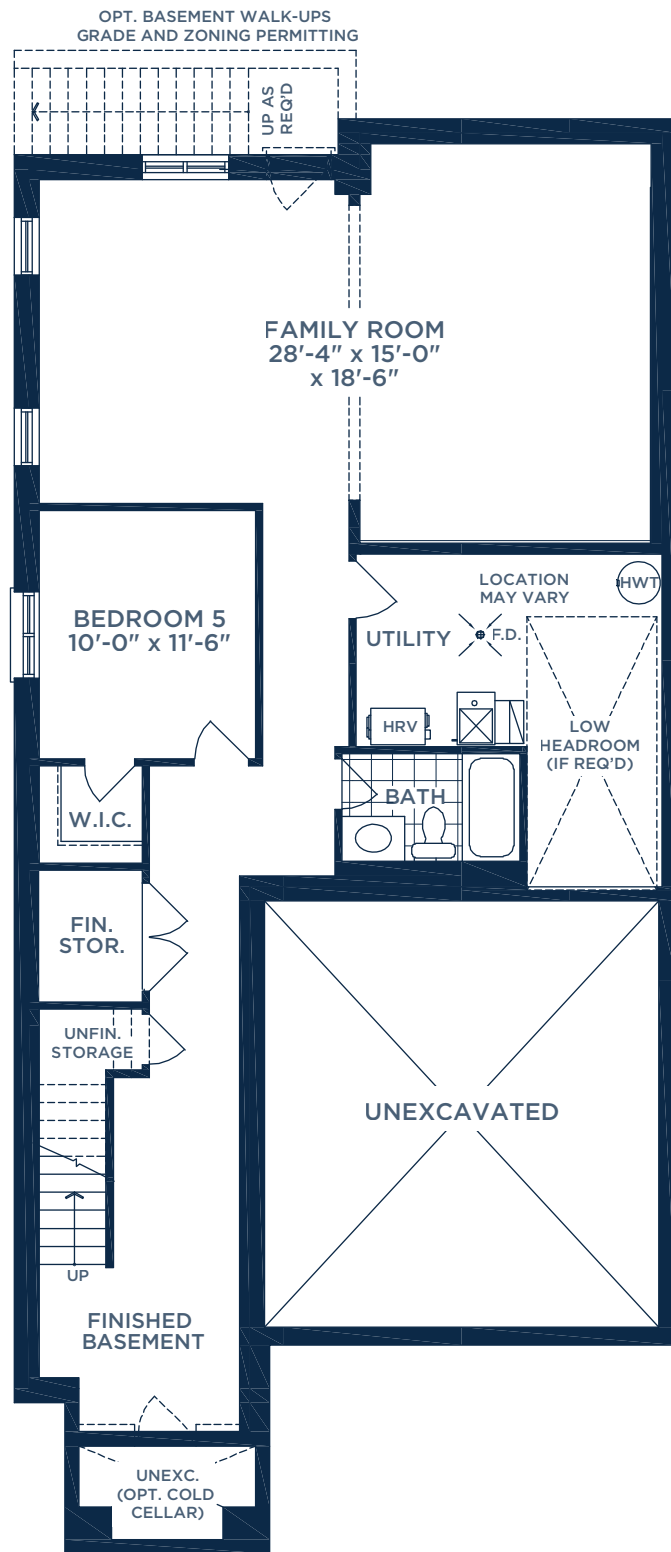 OPT. BASEMENT WALK-UPS
GRADE AND ZONING PERMITTING
UP AS
REQ'D
FAMILY ROOM
28'-4" x 15'-0"
x 18'-6"
BEDROOM 5
10'-0" x 11'-6"
LOCATION
MAY VARY
HWT
UTILITY
F.D.
HRV
LOW
HEADROOM
(IF REQ'D)
BATH
W.I.C.
FIN.
STOR.
UNFIN.
STORAGE
UNEXCAVATED
UP
FINISHED
BASEMENT
UNEXC.
(OPT. COLD
CELLAR)